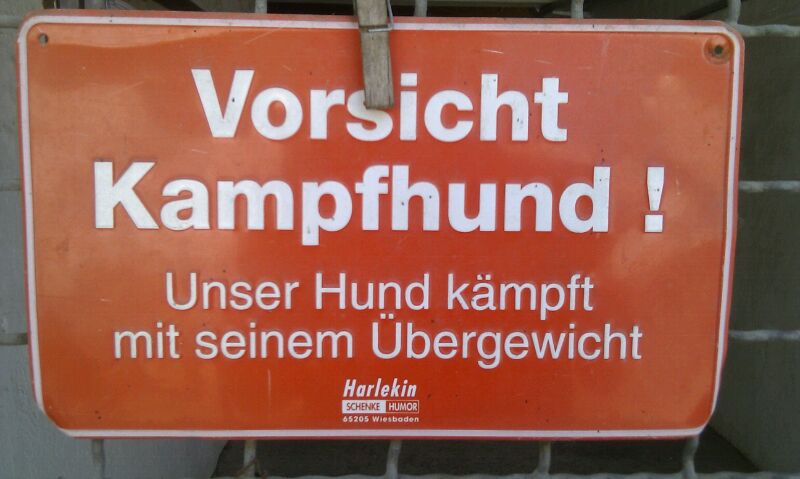 Vorsicht
Kampfhund !
Unser Hund kämpft
mit seinem Übergewicht
Harlekin
SCHENKE HUMOR
65205 Wiesbaden